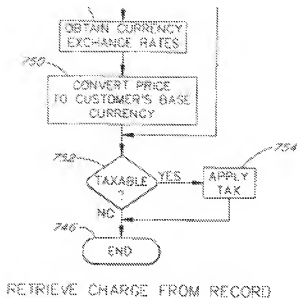 OBTAIN CURRENCY
EXCHANGE RATES
750
CONVERT PRICE
TO CUSTOMER'S BASE
CURRENCY
752
TAXABLE
?
YES
754
APPLY
TAX
NO
746
END
RETRIEVE CHARGE FROM RECORD